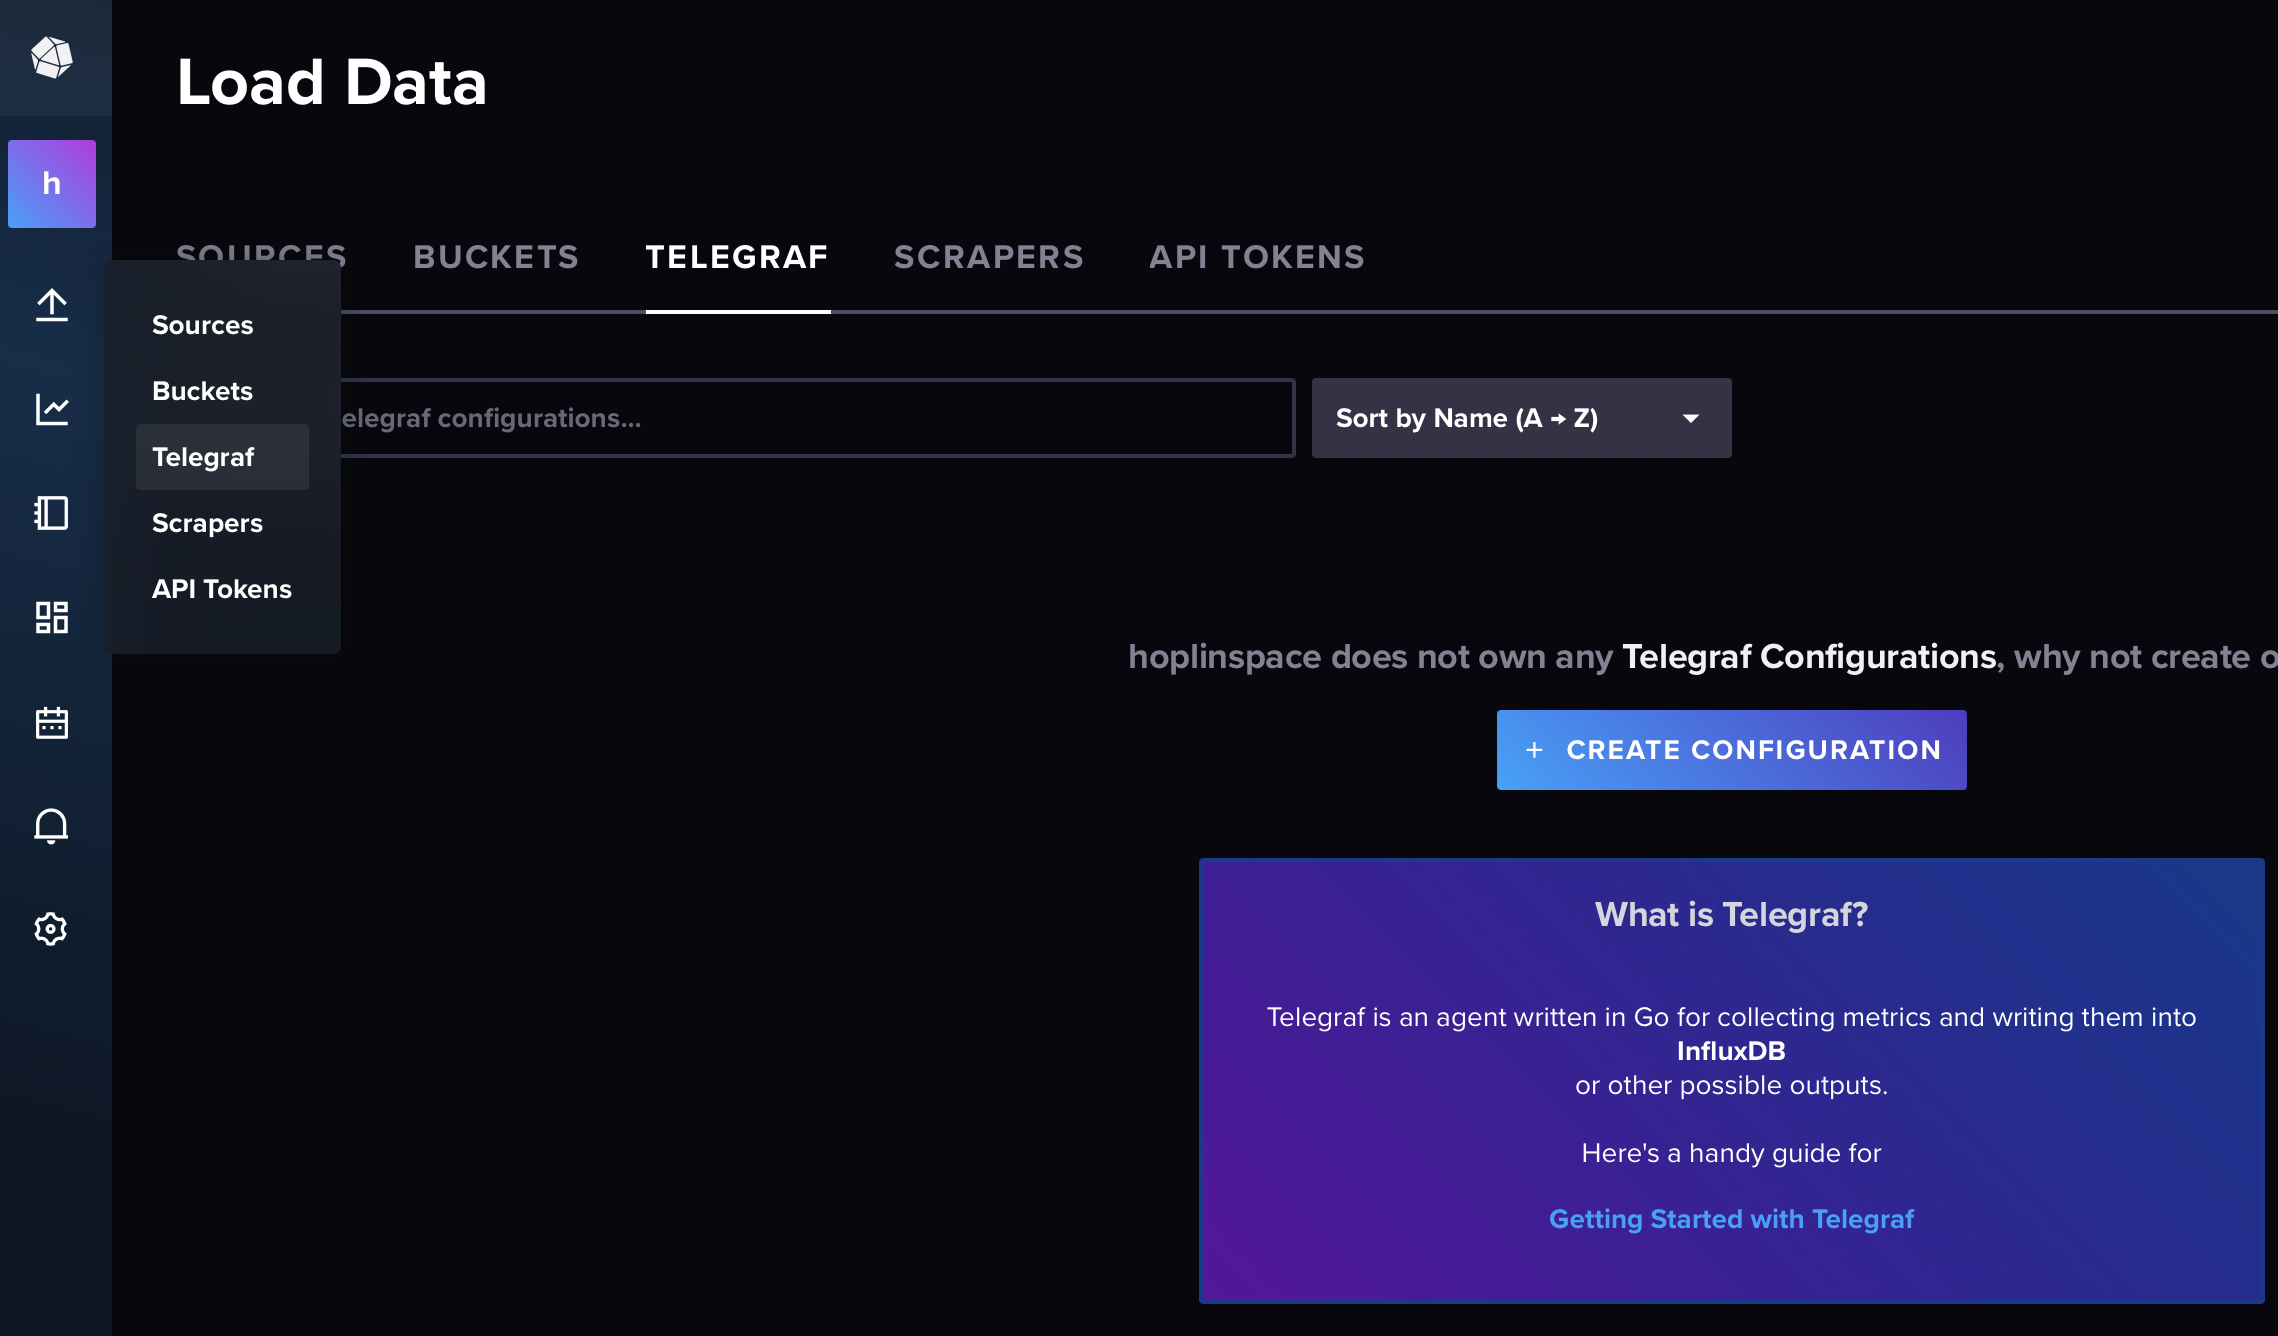 Load Data
h
SOURCES BUCKETS TELEGRAF SCRAPERS API TOKENS
Sources
Buckets
Telegraf
Scrapers
API Tokens
elegraf configurations...
Sort by Name (A → Z)
hoplinspace does not own any Telegraf Configurations, why not create o
+ CREATE CONFIGURATION
What is Telegraf?
Telegraf is an agent written in Go for collecting metrics and writing them into
InfluxDB
or other possible outputs.
Here's a handy guide for
Getting Started with Telegraf